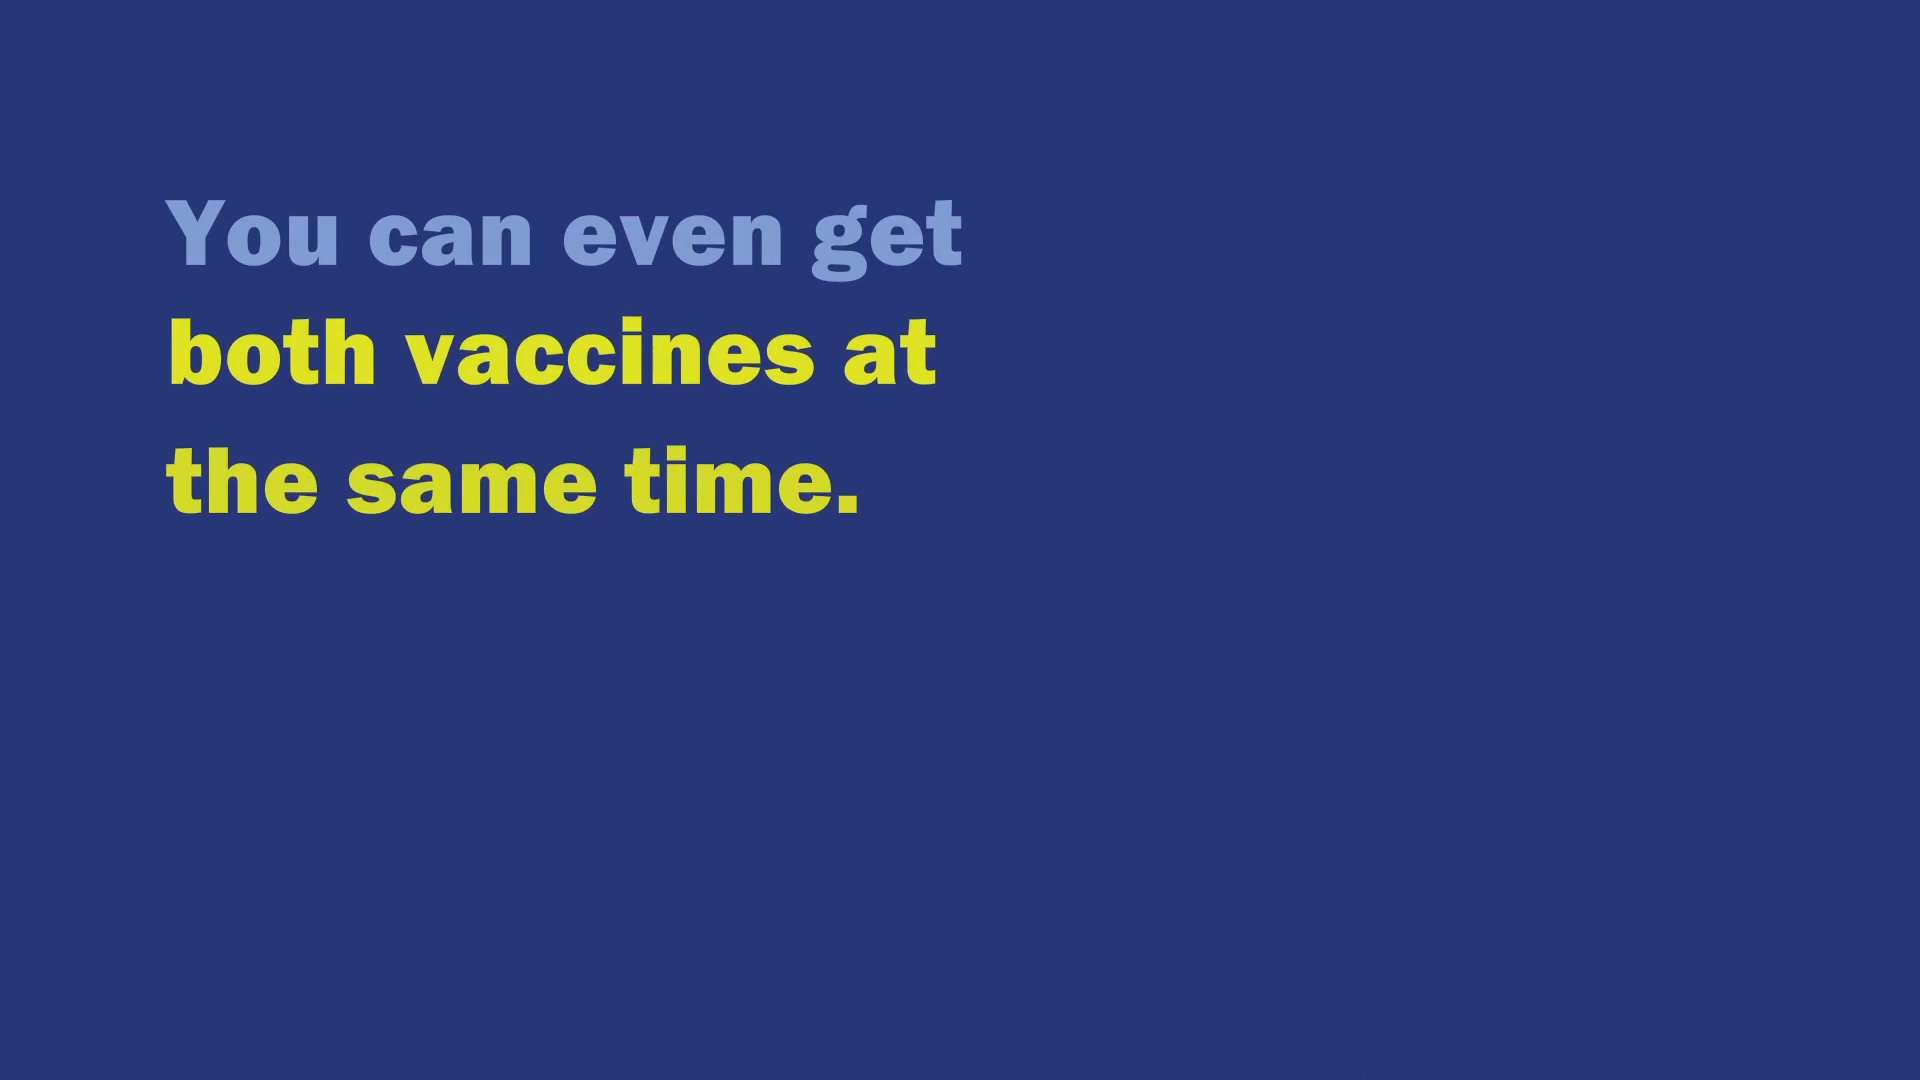 You can even get
both vaccines at
the same time.